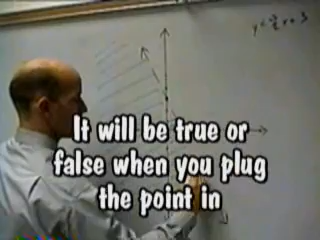 It will be true or
false when you plug
the point in